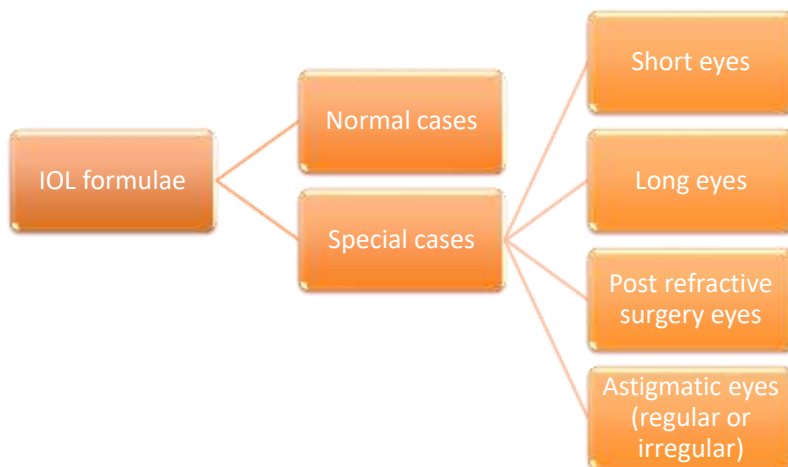 IOL formulae
Normal cases
Special cases
Short eyes
Long eyes
Post refractive
surgery eyes
Astigmatic eyes
(regular or
irregular)